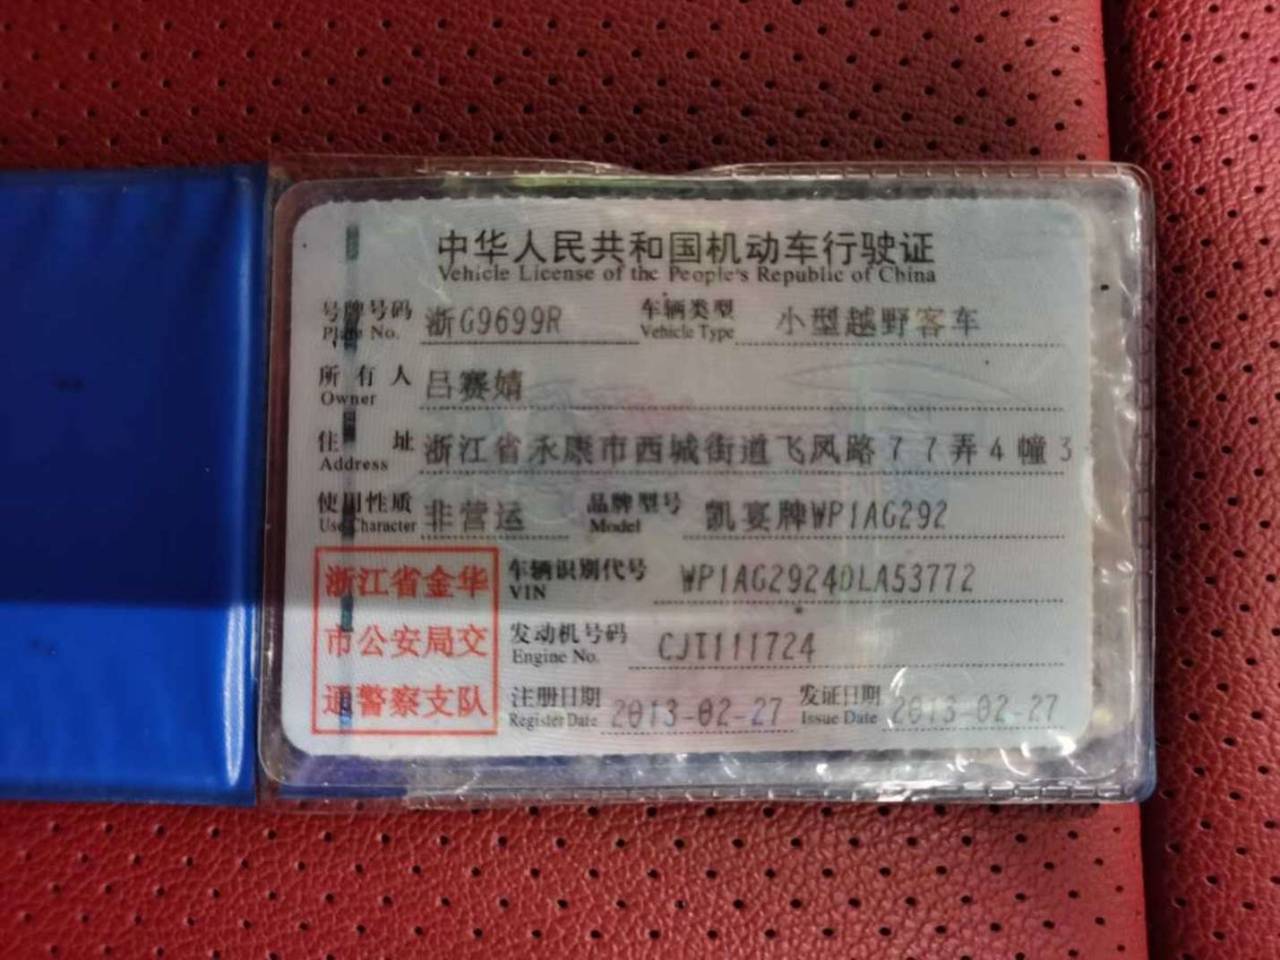 中华人民共和国机动车行驶证
Vehicle License of the People's Republic of China
号牌号码 浙G9699R 车辆类型 小型越野客车
Plate No. Vehicle Type
所有人 吕赛婧
Owner
住址 浙江省永康市西城街道飞凤路77弄4幢3
Address
使用性质 非营运 品牌型号 凯宴牌WP1AG292
Use Character Model
浙江省金华
市公安局交
通警察支队
车辆识别代号 WP1AG2924DLA53772
VIN
发动机号码 CJT111724
Engine No.
注册日期 2013-02-27 发证日期 2013-02-27
Register Date Issue Date